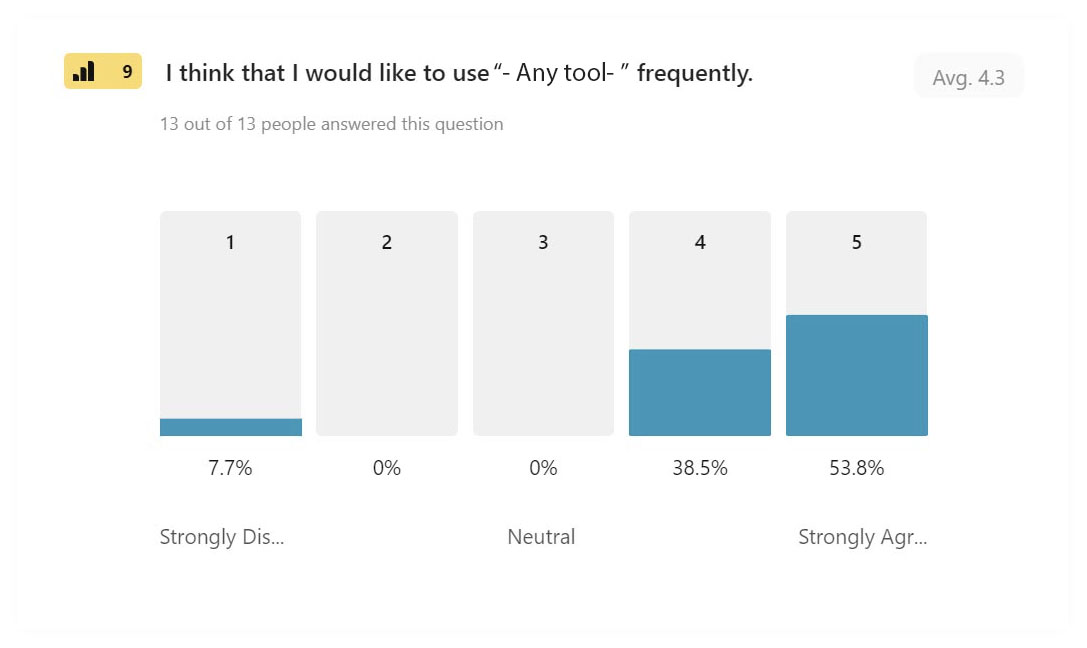 9 I think that I would like to use “- Any tool- ” frequently. Avg. 4.3
13 out of 13 people answered this question
1 2 3 4 5
7.7% 0% 0% 38.5% 53.8%
Strongly Dis... Neutral Strongly Agr...